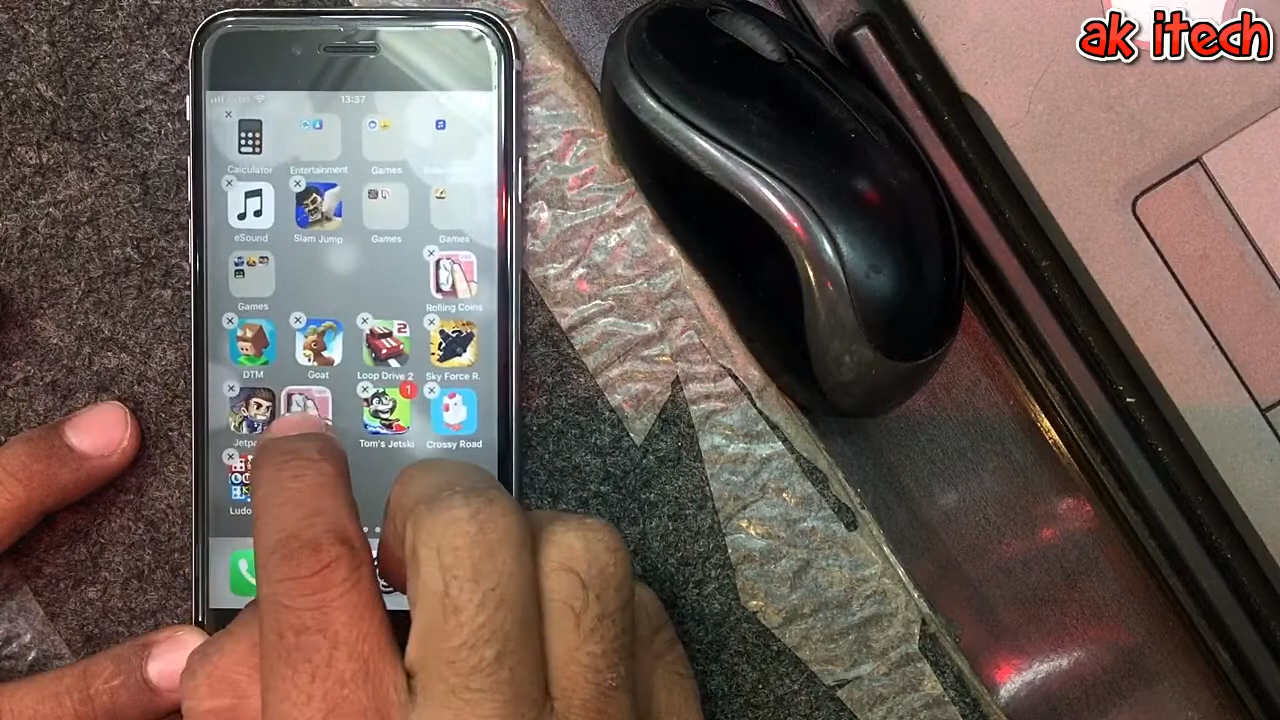 ak itech
13:37
Calculator
Entertainment
Games
eSound
Slam Jump
Games
Games
Games
Rolling Coins
DTM
Goat
Loop Drive 2
Sky Force R.
1
Tom's Jetski
Crossy Road